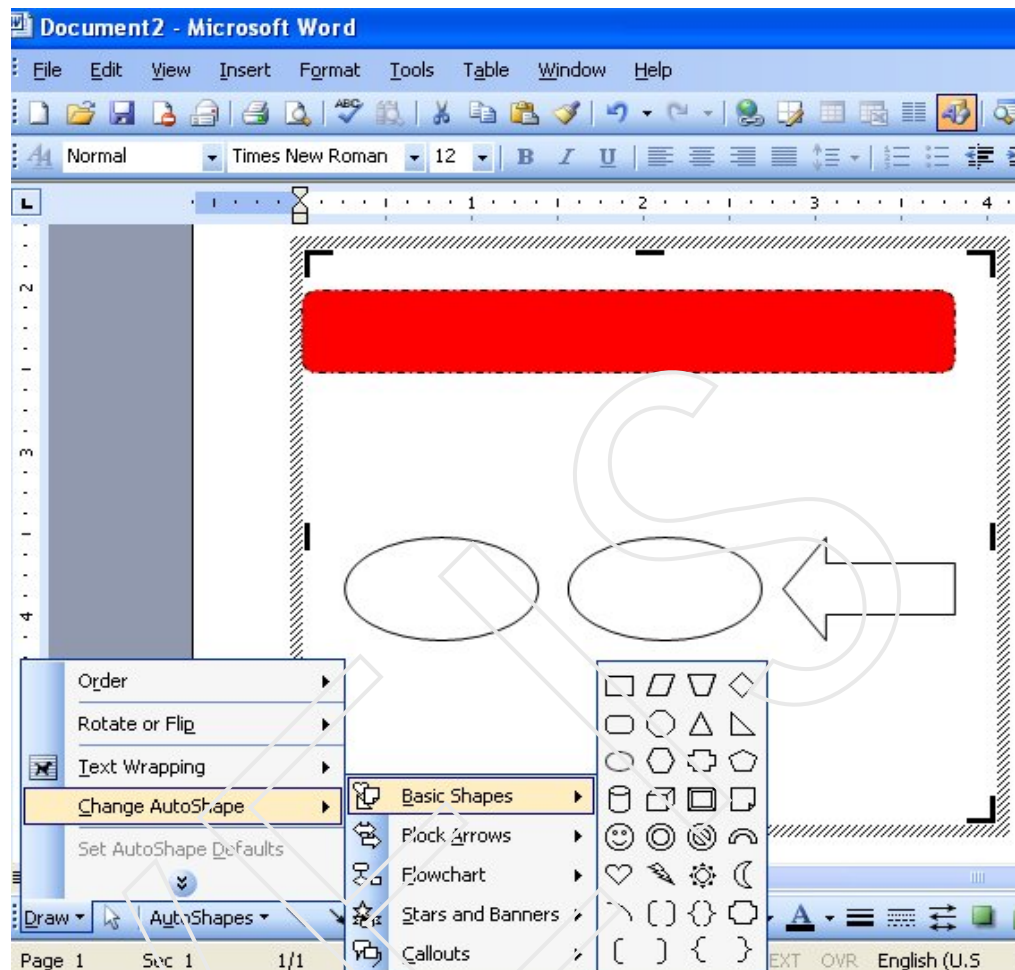 Document2 - Microsoft Word
File Edit View Insert Format Tools Table Window Help
ABC
Normal Times New Roman 12 B I U
L 1 2 3 4
2
3
4
Order
Rotate or Flip
Text Wrapping
Change AutoShape
Set AutoShape Defaults
Basic Shapes
Block Arrows
Flowchart
Stars and Banners
Callouts
Draw AutoShapes A
Page 1 Sec 1 1/1 EXT OVR English (U.S